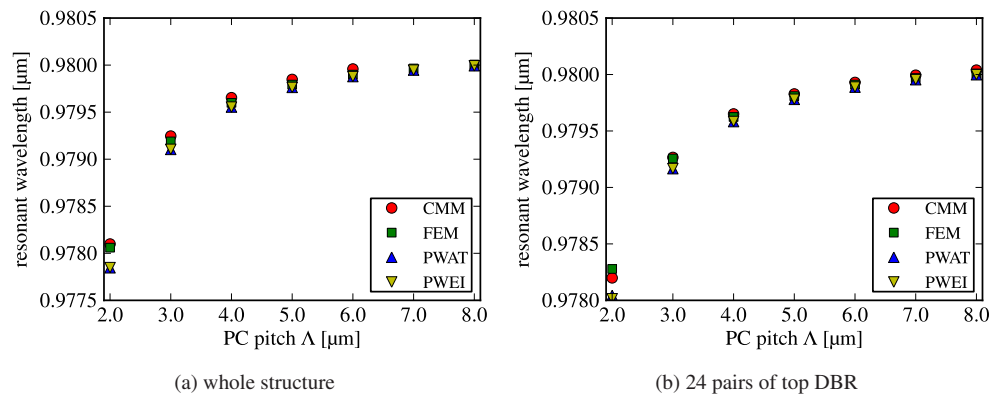 0.9805
0.9800
0.9795
0.9790
0.9785
0.9780
0.9775
resonant wavelength [µm]
2.0 3.0 4.0 5.0 6.0 7.0 8.0
PC pitch Λ [µm]
CMM
FEM
PWAT
PWEI
(a) whole structure
0.9805
0.9800
0.9795
0.9790
0.9785
0.9780
resonant wavelength [µm]
2.0 3.0 4.0 5.0 6.0 7.0 8.0
PC pitch Λ [µm]
CMM
FEM
PWAT
PWEI
(b) 24 pairs of top DBR